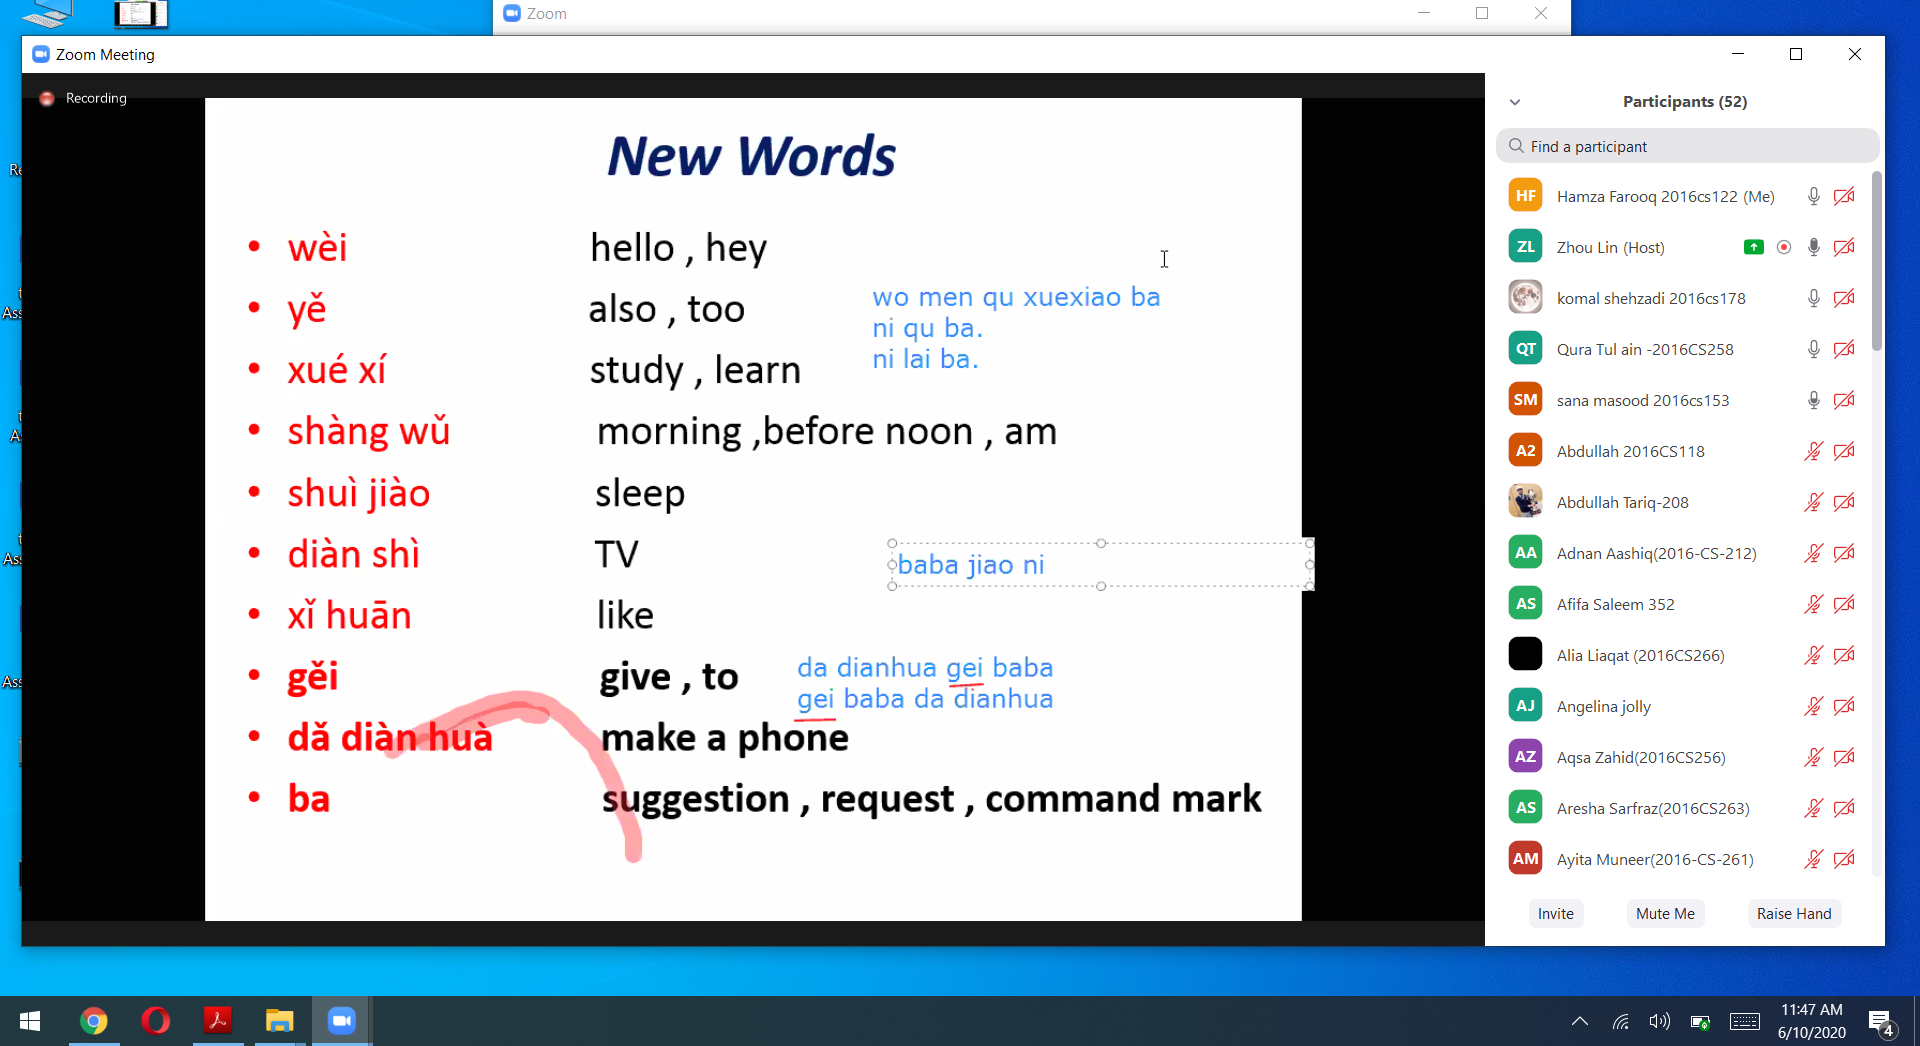 Zoom
Zoom Meeting
Recording
New Words
• wèi hello , hey
• yě also , too
wo men qu xuexiao ba
ni qu ba.
ni lai ba.
• xué xí study , learn
• shàng wǔ morning ,before noon , am
• shuì jiào sleep
• diàn shì TV
baba jiao ni
• xǐ huān like
• gěi give , to
da dianhua gei baba
gei baba da dianhua
• dǎ diàn huà make a phone
• ba suggestion , request , command mark
Participants (52)
Find a participant
HF Hamza Farooq 2016cs122 (Me)
ZL Zhou Lin (Host)
komal shehzadi 2016cs178
QT Qura Tul ain -2016CS258
SM sana masood 2016cs153
A2 Abdullah 2016CS118
Abdullah Tariq-208
AA Adnan Aashiq(2016-CS-212)
AS Afifa Saleem 352
Alia Liaqat (2016CS266)
AJ Angelina jolly
AZ Aqsa Zahid(2016CS256)
AS Aresha Sarfraz(2016CS263)
AM Ayita Muneer(2016-CS-261)
Invite Mute Me Raise Hand
11:47 AM
6/10/2020
4